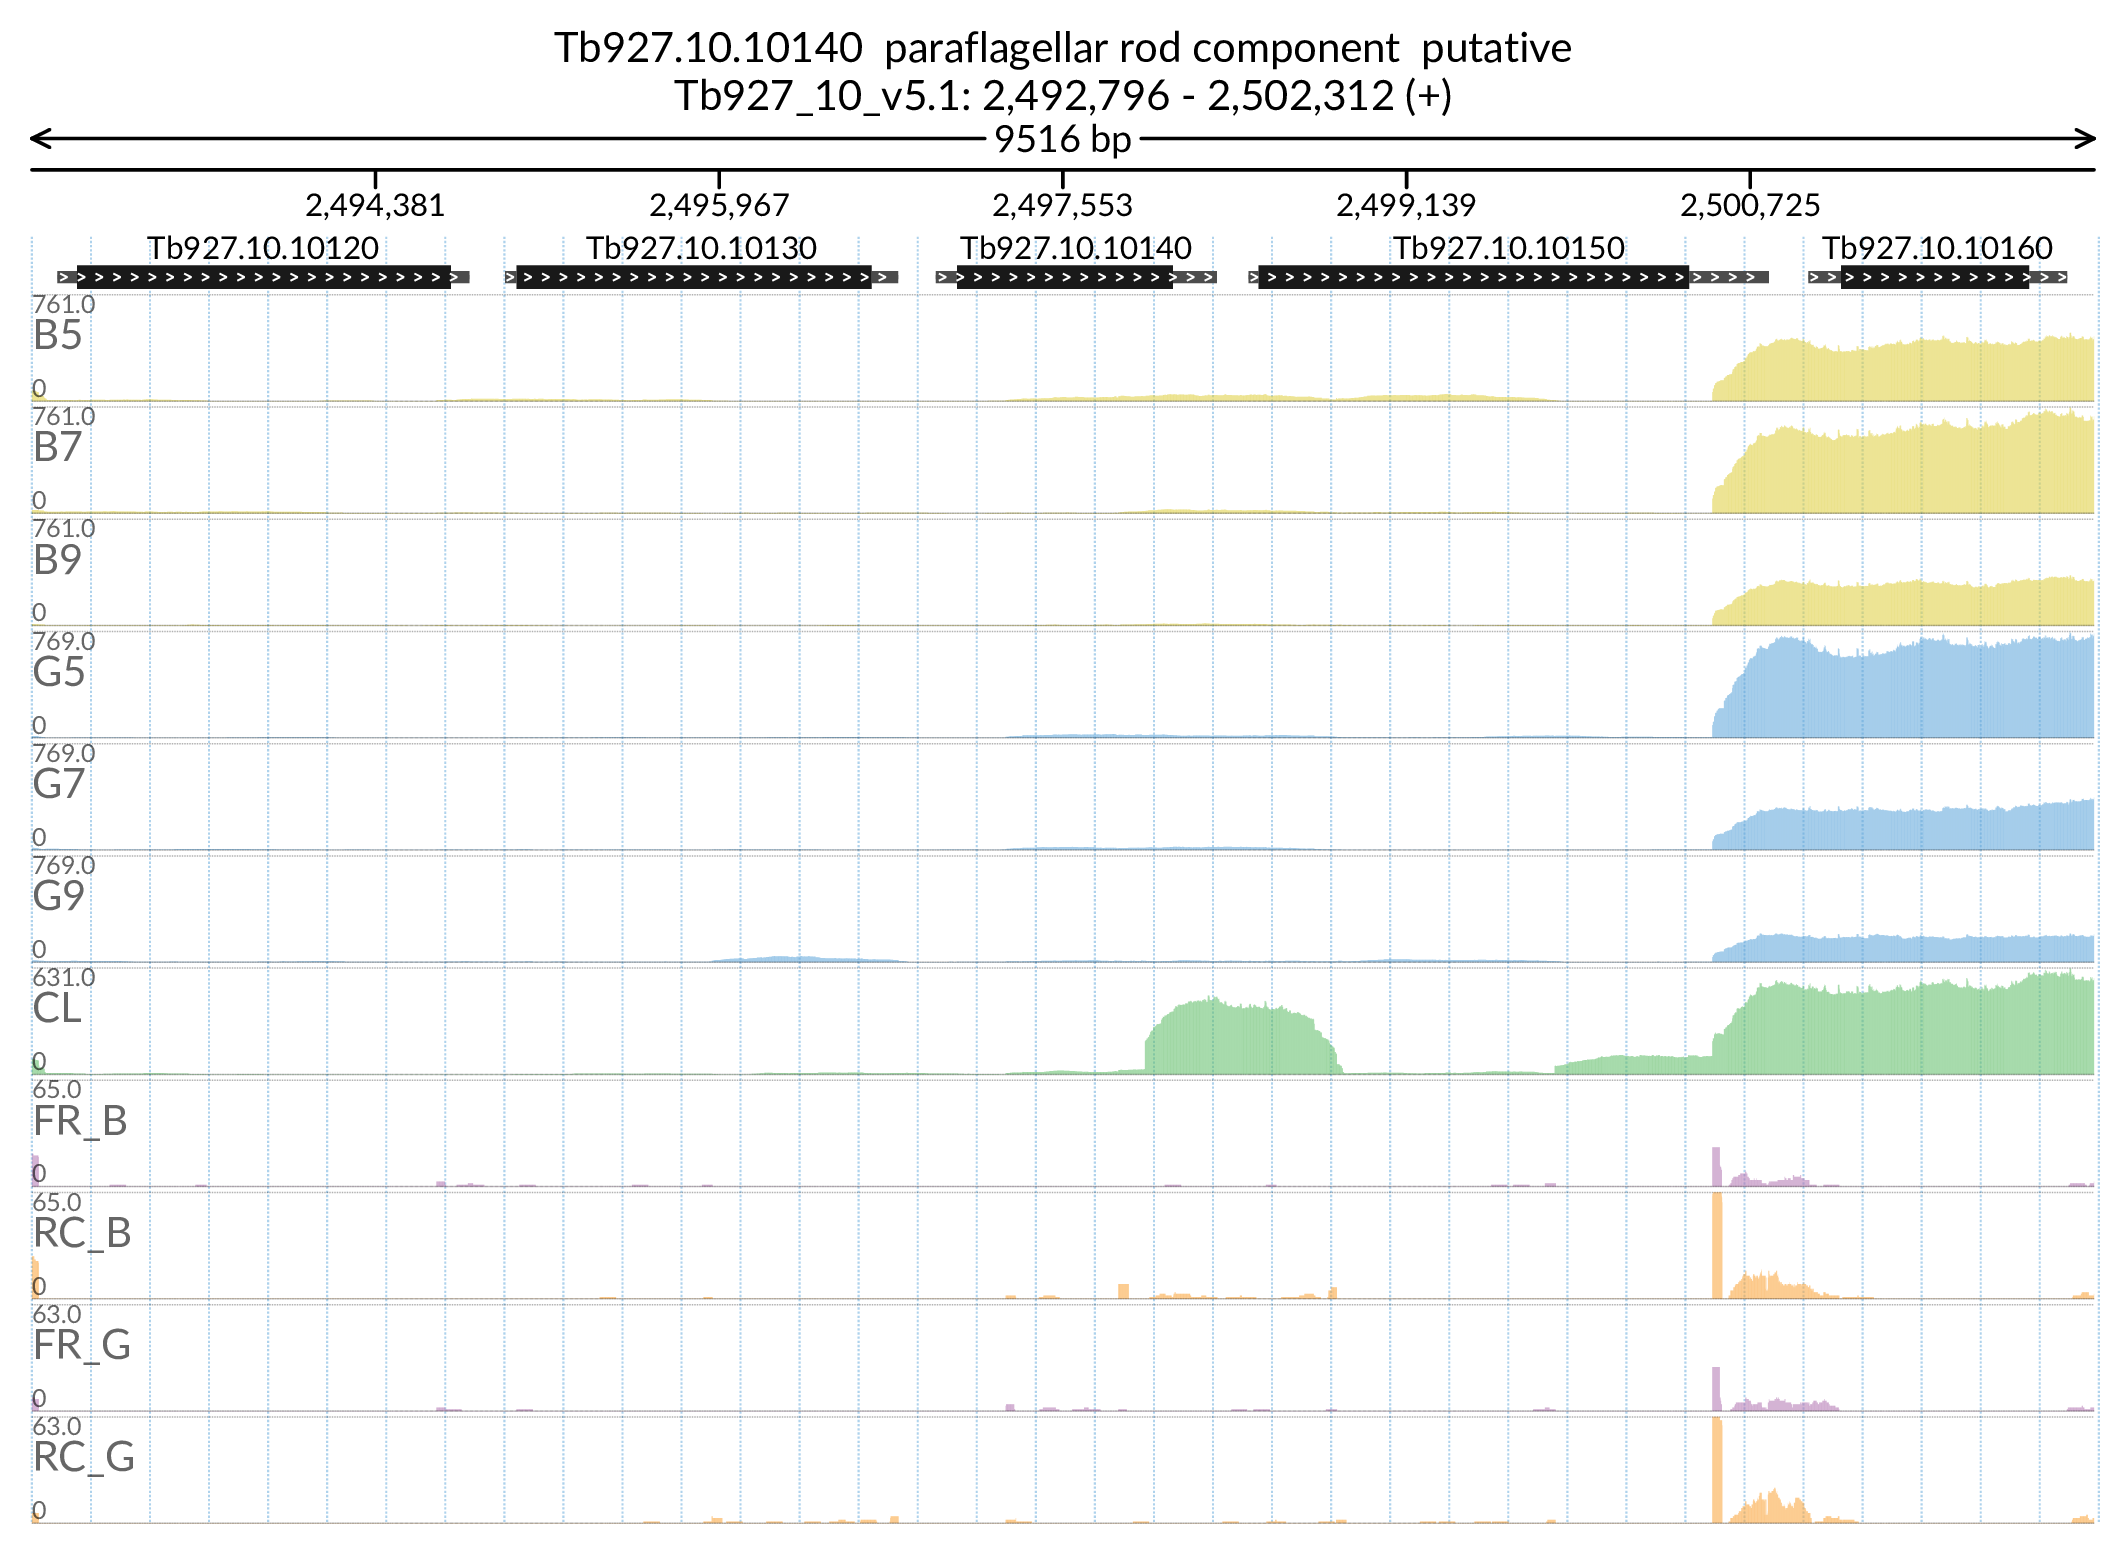 Tb927.10.10140  paraflagellar rod component  putative
Tb927_10_v5.1: 2,492,796 - 2,502,312 (+)
9516 bp
2,494,381 2,495,967 2,497,553 2,499,139 2,500,725
Tb927.10.10120 Tb927.10.10130 Tb927.10.10140 Tb927.10.10150 Tb927.10.10160
761.0
B5
0
761.0
B7
0
761.0
B9
0
769.0
G5
0
769.0
G7
0
769.0
G9
0
631.0
CL
0
65.0
FR_B
0
65.0
RC_B
0
63.0
FR_G
0
63.0
RC_G
0